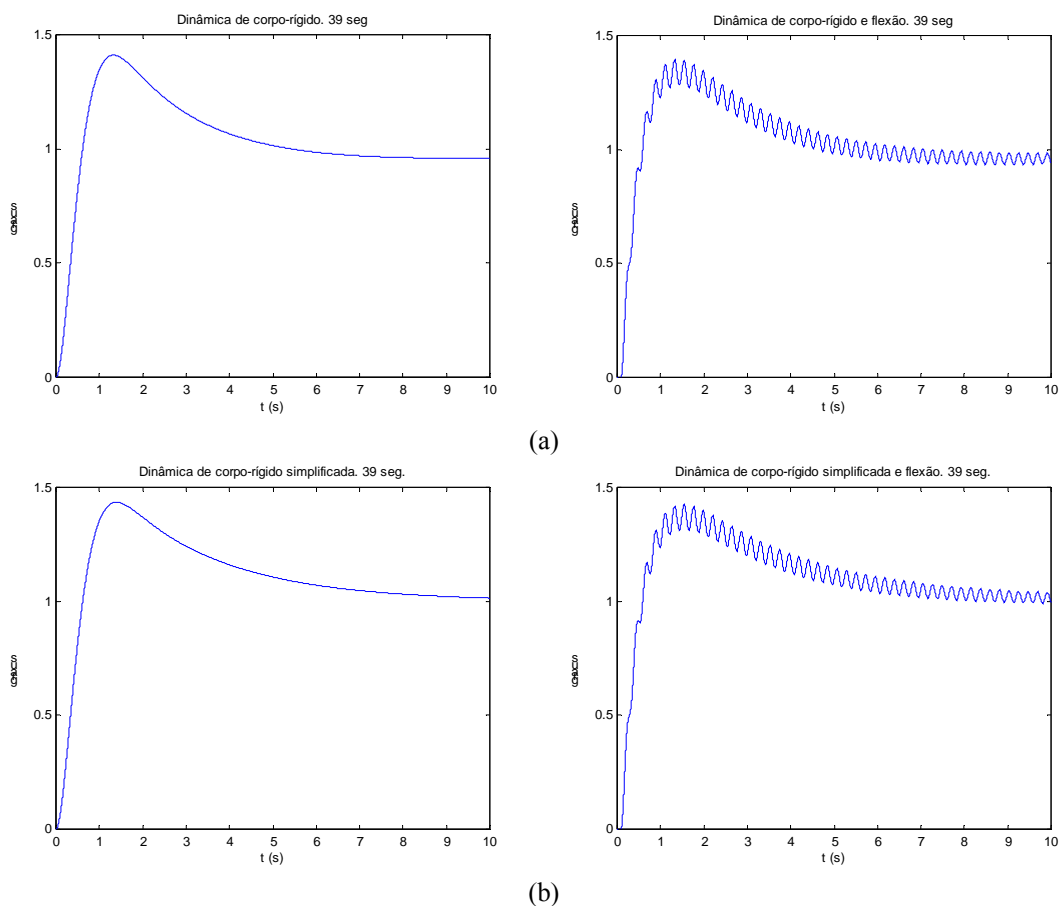 Dinâmica de corpo-rígido. 39 seg
1.5
1
0.5
0
0 1 2 3 4 5 6 7 8 9 10
t (s)
Dinâmica de corpo-rígido e flexão. 39 seg
1.5
1
0.5
0
0 1 2 3 4 5 6 7 8 9 10
t (s)
(a)
Dinâmica de corpo-rígido simplificada. 39 seg.
1.5
1
0.5
0
0 1 2 3 4 5 6 7 8 9 10
t (s)
Dinâmica de corpo-rígido simplificada e flexão. 39 seg.
1.5
1
0.5
0
0 1 2 3 4 5 6 7 8 9 10
t (s)
(b)